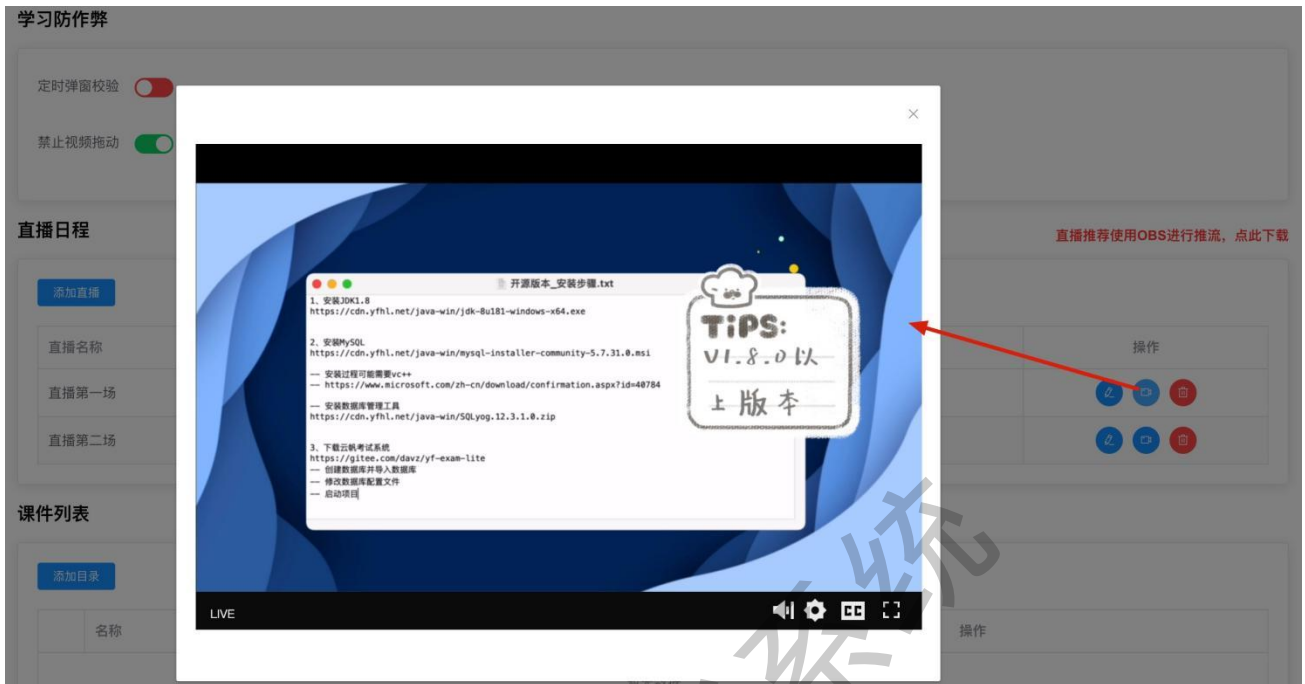 学习防作弊
定时弹窗校验
禁止视频拖动
直播日程
直播推荐使用OBS进行推流，点此下载
添加直播
直播名称
操作
直播第一场
直播第二场
开源版本_安装步骤.txt
1、安装JDK1.8
https://cdn.yfhl.net/java-win/jdk-8u181-windows-x64.exe
2、安装MySQL
https://cdn.yfhl.net/java-win/mysql-installer-community-5.7.31.0.msi
—— 安装过程可能需要vc++
—— https://www.microsoft.com/zh-cn/download/confirmation.aspx?id=40784
—— 安装数据库管理工具
https://cdn.yfhl.net/java-win/SQLyog.12.3.1.0.zip
3、下载云帆考试系统
https://gitee.com/davz/yf-exam-lite
—— 创建数据库并导入数据库
—— 修改数据库配置文件
—— 启动项目
TiPS:
V1.8.0以
上版本
LIVE
课件列表
添加目录
名称
操作
系统